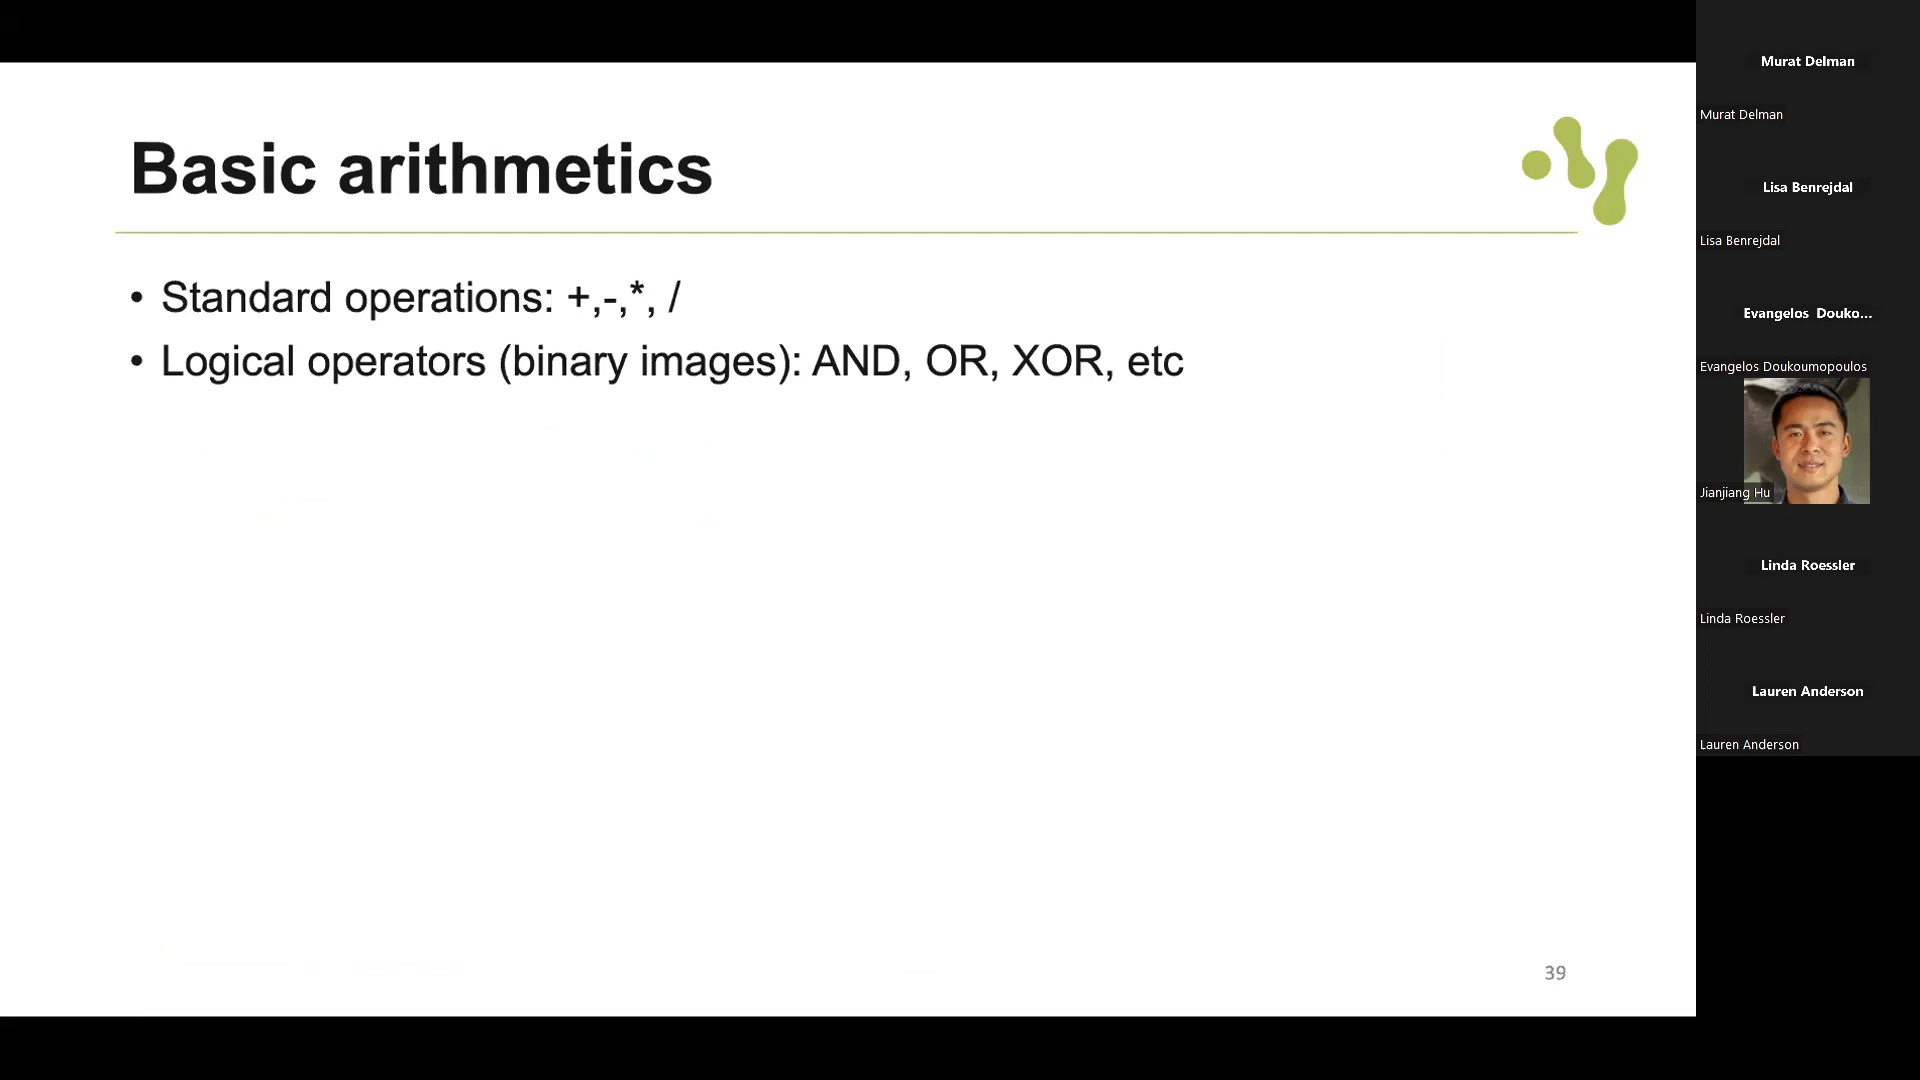 Basic arithmetics
• Standard operations: +,-,*, /
• Logical operators (binary images): AND, OR, XOR, etc
39
Murat Delman
Murat Delman
Lisa Benrejdal
Lisa Benrejdal
Evangelos Douko...
Evangelos Doukoumopoulos
Jianjiang Hu
Linda Roessler
Linda Roessler
Lauren Anderson
Lauren Anderson